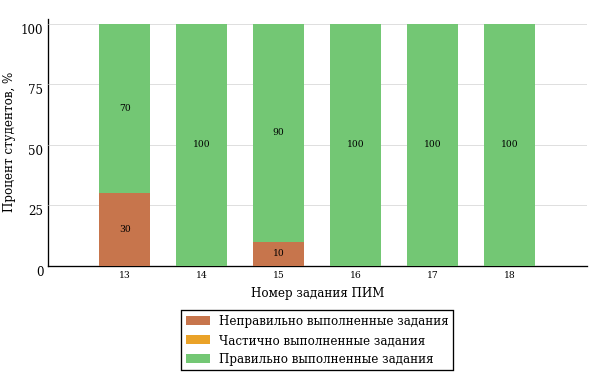 Процент студентов, %
100
75
50
25
0
70
30
100
90
10
100
100
100
13 14 15 16 17 18
Номер задания ПИМ
Неправильно выполненные задания
Частично выполненные задания
Правильно выполненные задания